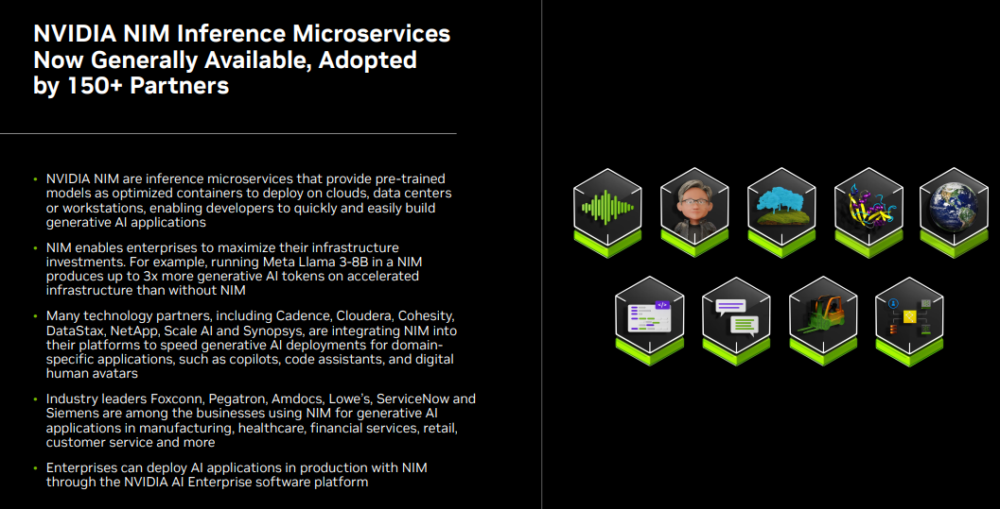 NVIDIA NIM Inference Microservices
Now Generally Available, Adopted
by 150+ Partners
• NVIDIA NIM are inference microservices that provide pre-trained
models as optimized containers to deploy on clouds, data centers
or workstations, enabling developers to quickly and easily build
generative AI applications
• NIM enables enterprises to maximize their infrastructure
investments. For example, running Meta Llama 3-8B in a NIM
produces up to 3x more generative AI tokens on accelerated
infrastructure than without NIM
• Many technology partners, including Cadence, Cloudera, Cohesity,
DataStax, NetApp, Scale AI and Synopsys, are integrating NIM into
their platforms to speed generative AI deployments for domain-
specific applications, such as copilots, code assistants, and digital
human avatars
• Industry leaders Foxconn, Pegatron, Amdocs, Lowe's, ServiceNow and
Siemens are among the businesses using NIM for generative AI
applications in manufacturing, healthcare, financial services, retail,
customer service and more
• Enterprises can deploy AI applications in production with NIM
through the NVIDIA AI Enterprise software platform
</>